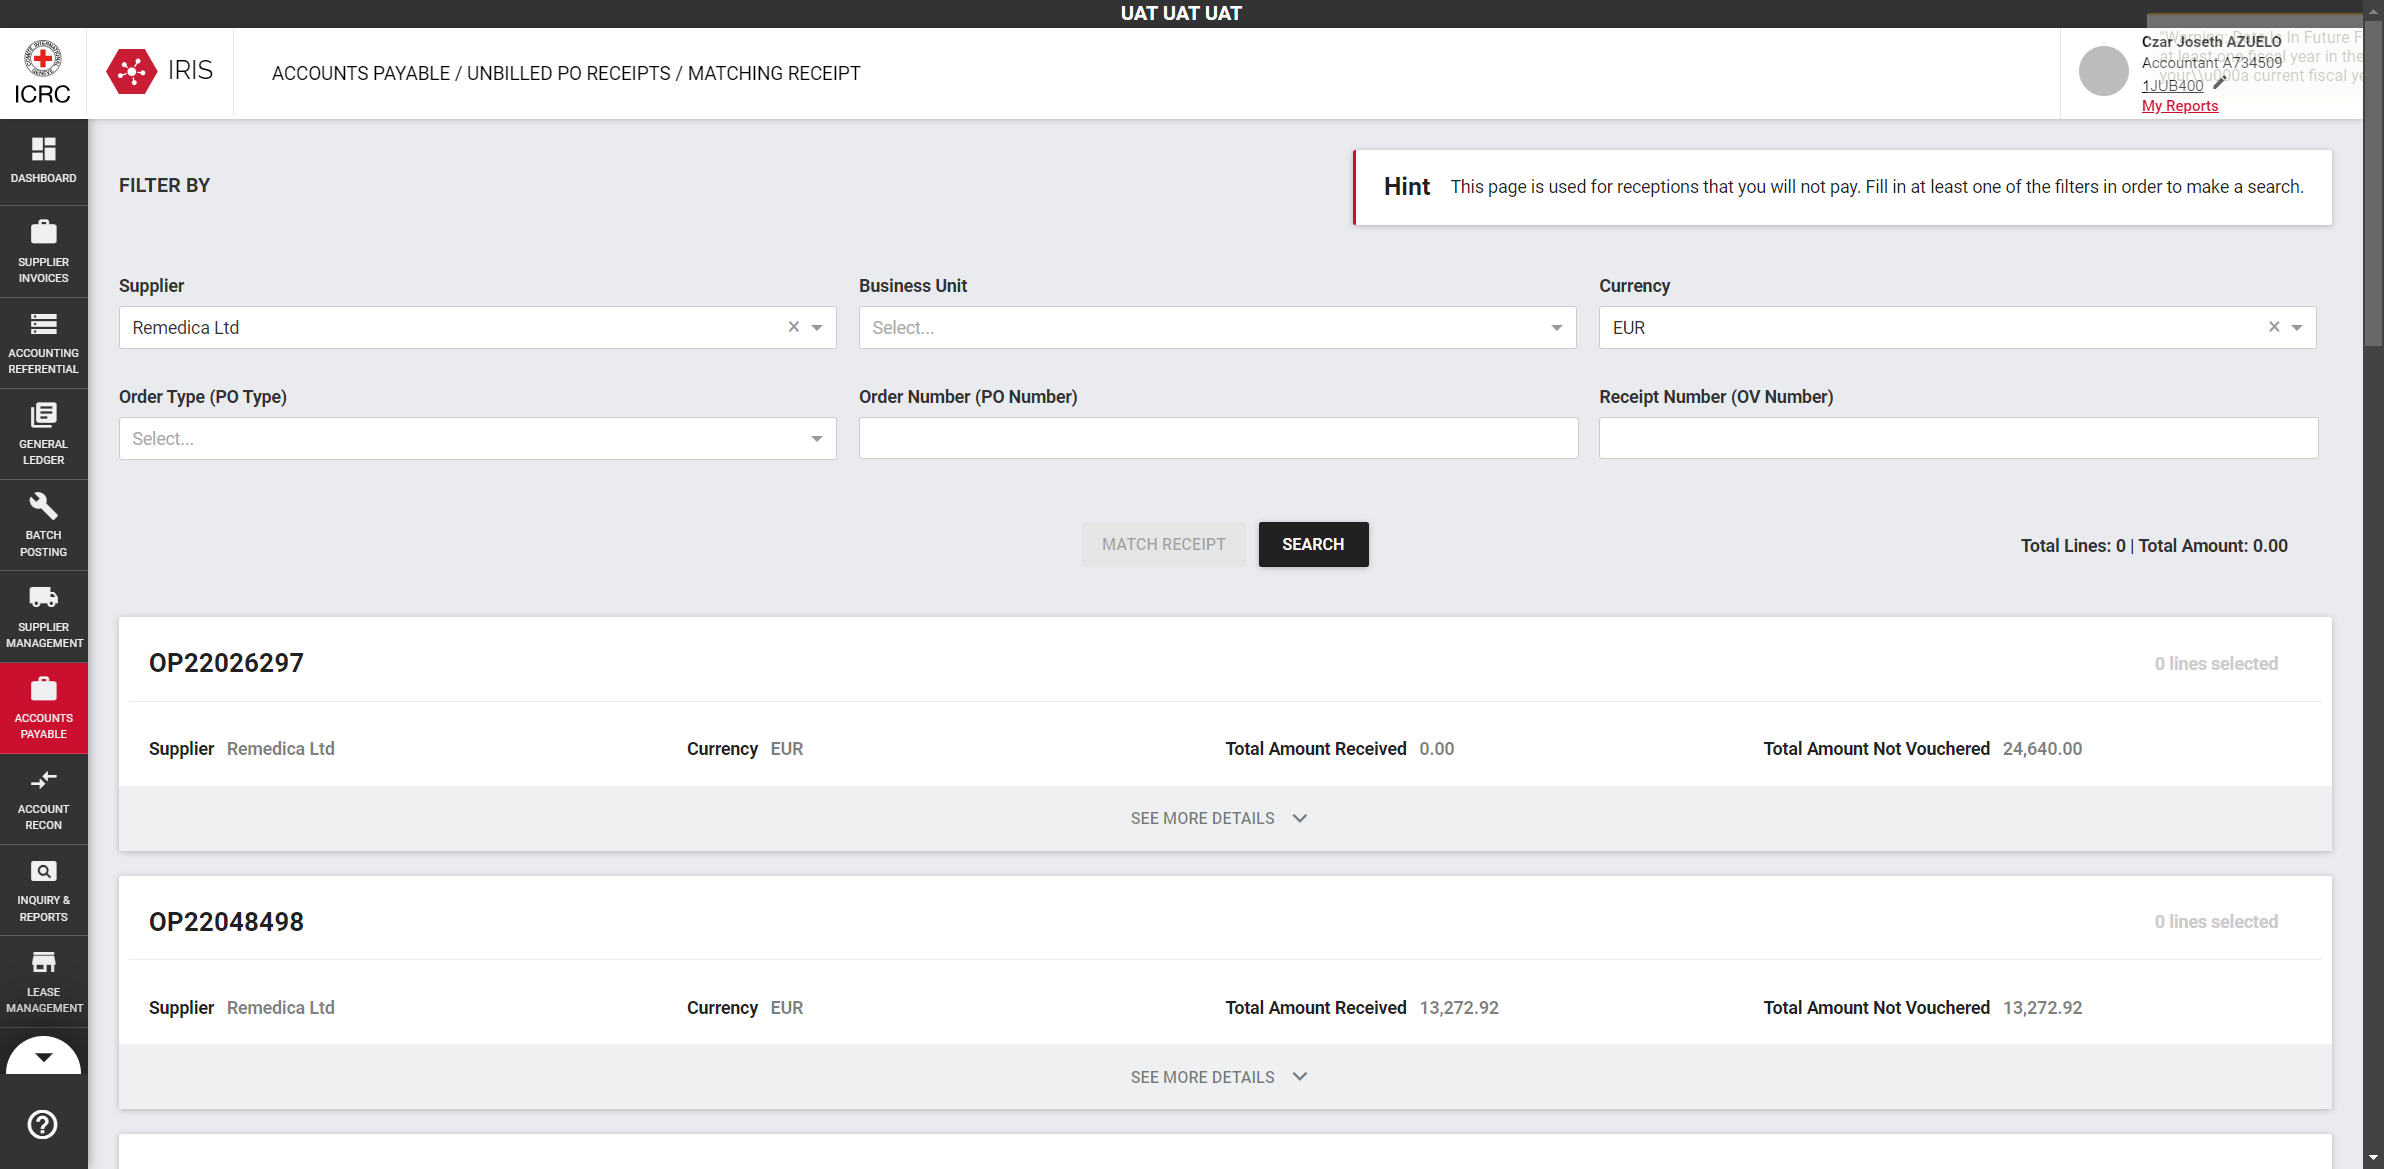 UAT UAT UAT
ICRC
IRIS
ACCOUNTS PAYABLE / UNBILLED PO RECEIPTS / MATCHING RECEIPT
"Warning: Date Is In Future F
at least one fiscal year in the
your\\u000a current fiscal ye
Czar Joseth AZUELO
Accountant A734509
1JUB400
My Reports
DASHBOARD
SUPPLIER
INVOICES
ACCOUNTING
REFERENTIAL
GENERAL
LEDGER
BATCH
POSTING
SUPPLIER
MANAGEMENT
ACCOUNTS
PAYABLE
ACCOUNT
RECON
INQUIRY &
REPORTS
LEASE
MANAGEMENT
FILTER BY
Hint This page is used for receptions that you will not pay. Fill in at least one of the filters in order to make a search.
Supplier
Remedica Ltd
Business Unit
Select...
Currency
EUR
Order Type (PO Type)
Select...
Order Number (PO Number)
Receipt Number (OV Number)
MATCH RECEIPT
SEARCH
Total Lines: 0 | Total Amount: 0.00
OP22026297
0 lines selected
Supplier Remedica Ltd
Currency EUR
Total Amount Received 0.00
Total Amount Not Vouchered 24,640.00
SEE MORE DETAILS
OP22048498
0 lines selected
Supplier Remedica Ltd
Currency EUR
Total Amount Received 13,272.92
Total Amount Not Vouchered 13,272.92
SEE MORE DETAILS